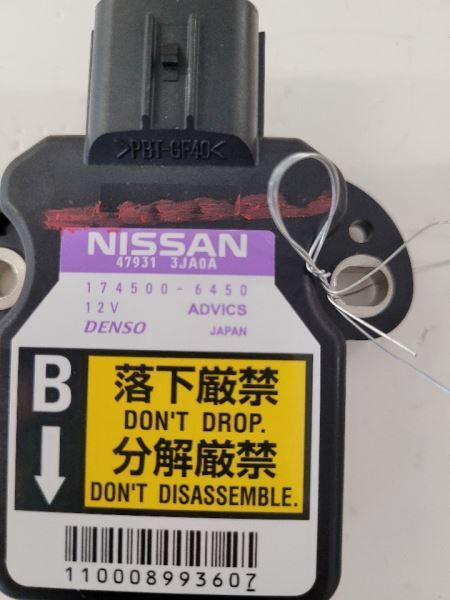 >PBT-GF40<
NISSAN
47931 3JA0A
174500-6450
12V ADVICS
DENSO JAPAN
B
落下厳禁
DON'T DROP.
分解厳禁
DON'T DISASSEMBLE.
110008993607